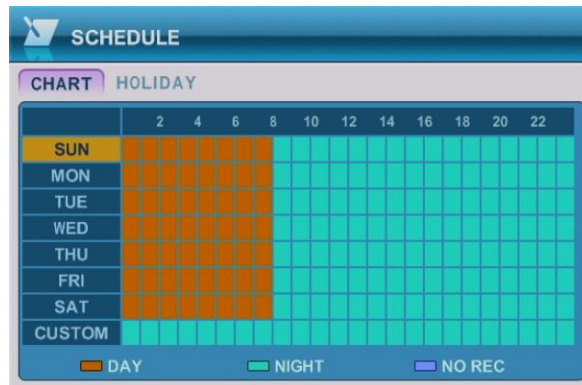 SCHEDULE
CHART HOLIDAY
2 4 6 8 10 12 14 16 18 20 22
SUN
MON
TUE
WED
THU
FRI
SAT
CUSTOM
DAY NIGHT NO REC